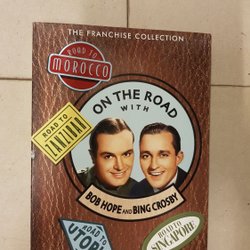 THE FRANCHISE COLLECTION
ROAD TO
MOROCCO
ON THE ROAD
WITH
ROAD TO
ZANZIBAR
BOB HOPE AND BING CROSBY
ROAD TO
UTOPI
ROAD TO
SINGAPORE